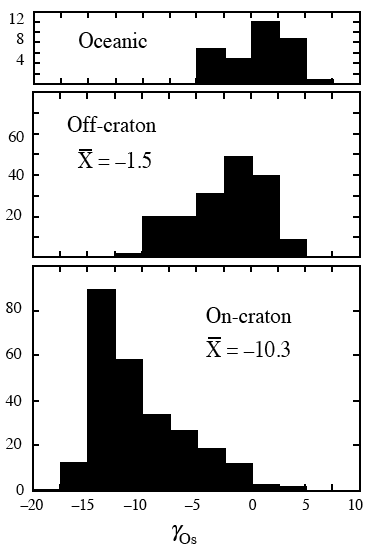 12
8
4
Oceanic
60
40
20
Off-craton
X̅ = –1.5
80
60
40
20
0
On-craton
X̅ = –10.3
–20 –15 –10 –5 0 5 10
γOs